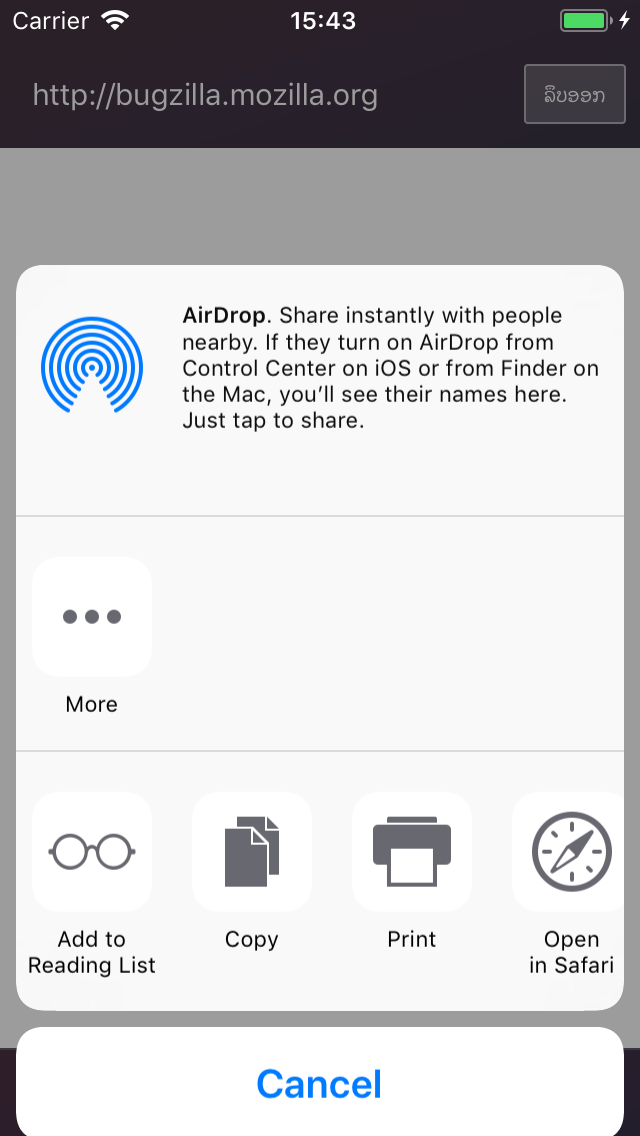 Carrier 15:43
http://bugzilla.mozilla.org ລຶບອອກ
AirDrop. Share instantly with people
nearby. If they turn on AirDrop from
Control Center on iOS or from Finder on
the Mac, you’ll see their names here.
Just tap to share.
More
Add to
Reading List
Copy
Print
Open
in Safari
Cancel